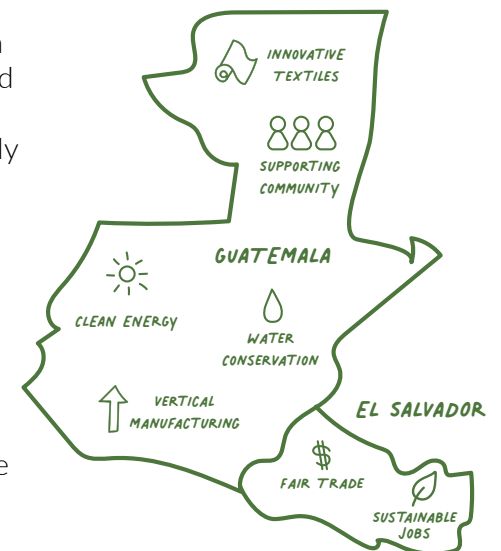 INNOVATIVE
TEXTILES
SUPPORTING
COMMUNITY
GUATEMALA
CLEAN ENERGY
WATER
CONSERVATION
VERTICAL
MANUFACTURING
EL SALVADOR
FAIR TRADE
SUSTAINABLE
JOBS